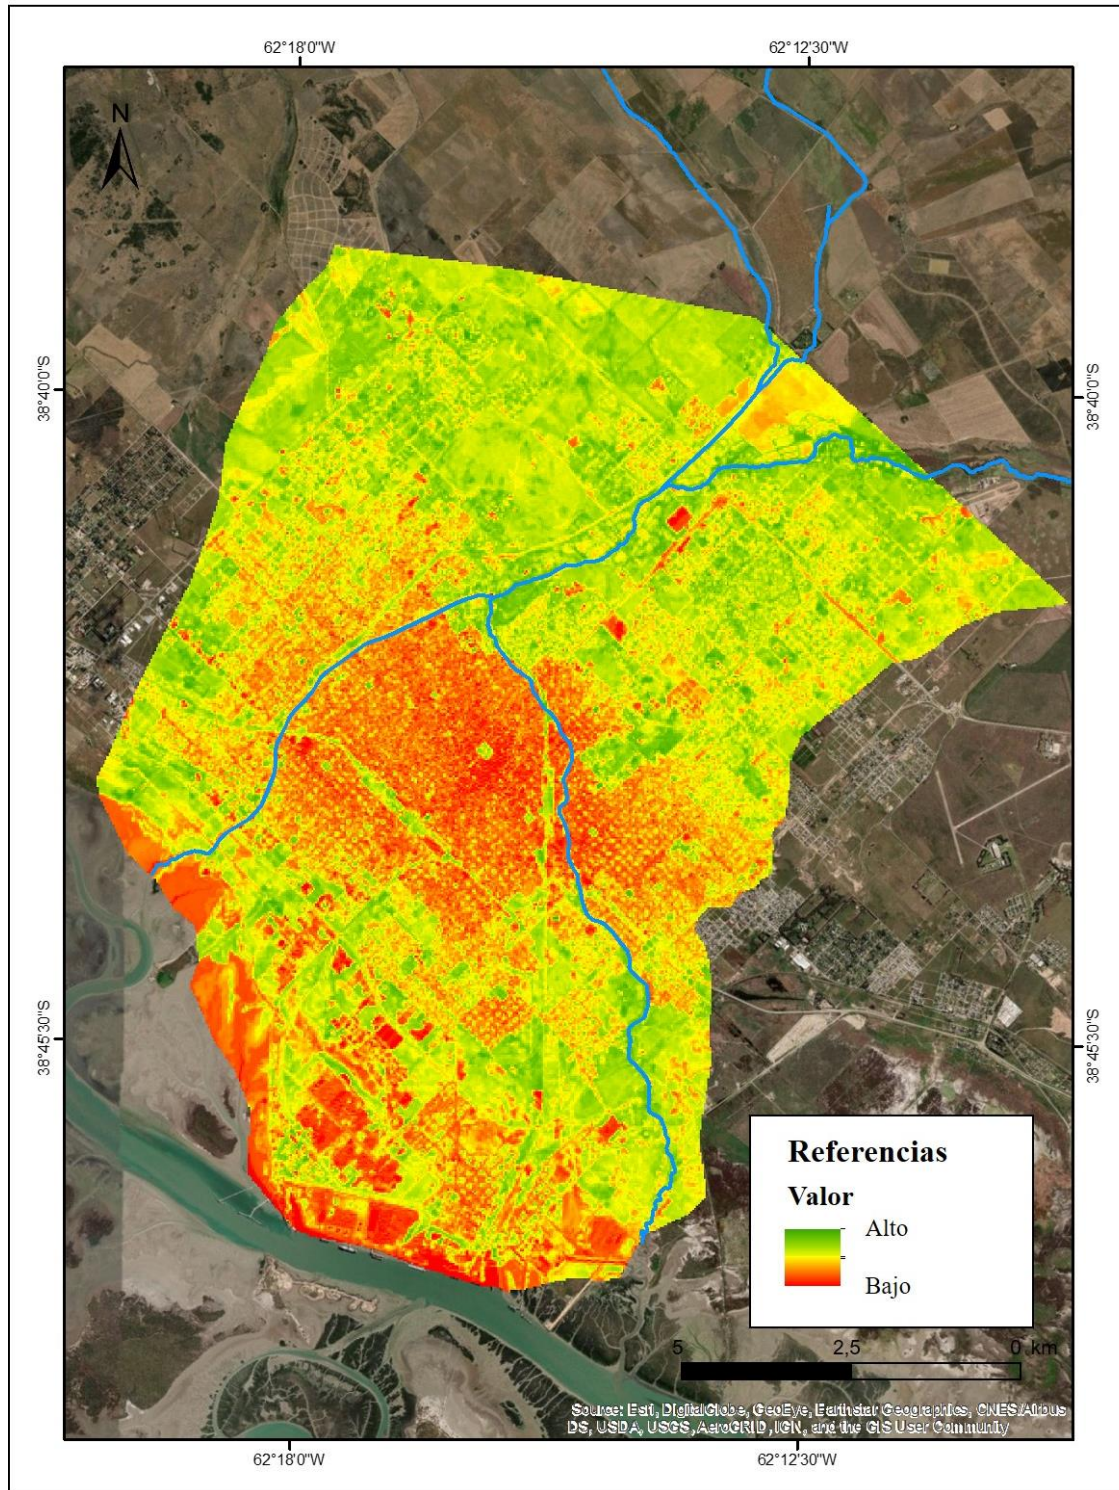 62°18'0"W
62°12'30"W
N
38°40'0"S
38°40'0"S
38°45'30"S
38°45'30"S
Referencias
Valor
Alto
Bajo
5
2,5
0 km
Source: Esri, DigitalGlobe, GeoEye, Earthstar Geographics, CNES/Airbus
DS, USDA, USGS, AeroGRID, IGN, and the GIS User Community
62°18'0"W
62°12'30"W